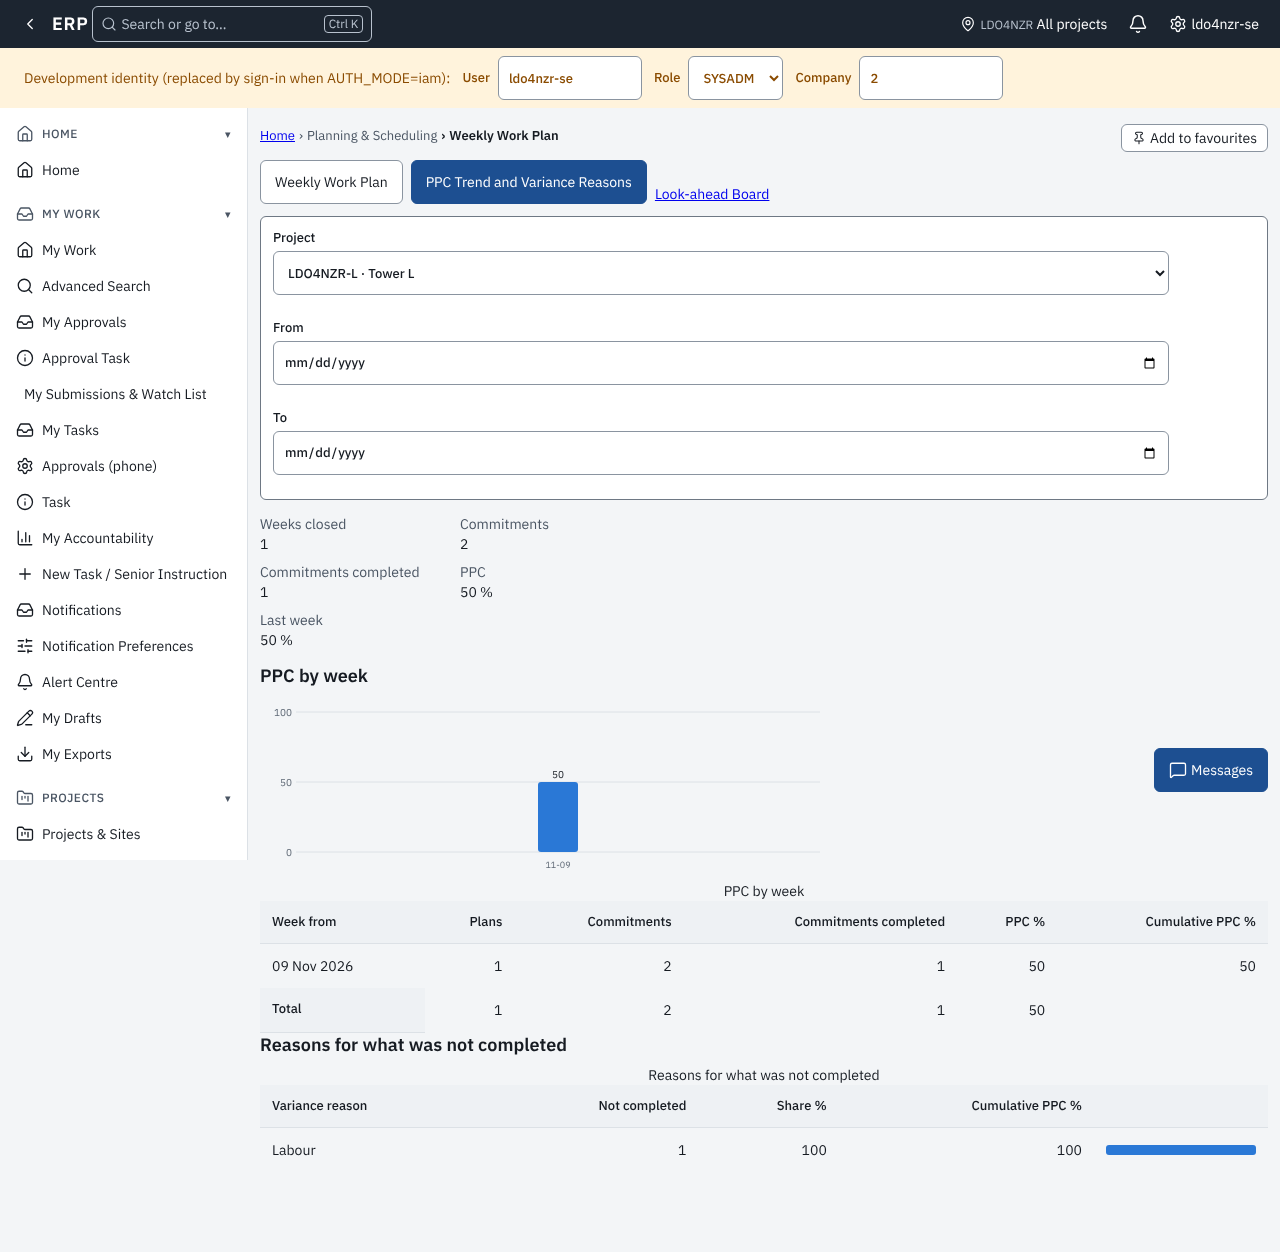 ERP Search or go to... Ctrl K LDO4NZR All projects ldo4nzr-se
Development identity (replaced by sign-in when AUTH_MODE=iam): User ldo4nzr-se Role SYSADM Company 2
HOME ▾
Home
MY WORK ▾
My Work
Advanced Search
My Approvals
Approval Task
My Submissions & Watch List
My Tasks
Approvals (phone)
Task
My Accountability
New Task / Senior Instruction
Notifications
Notification Preferences
Alert Centre
My Drafts
My Exports
PROJECTS ▾
Projects & Sites
Home › Planning & Scheduling › Weekly Work Plan
Add to favourites
Weekly Work Plan PPC Trend and Variance Reasons Look-ahead Board
Project
LDO4NZR-L · Tower L
From
mm/dd/yyyy
To
mm/dd/yyyy
Weeks closed Commitments
1 2
Commitments completed PPC
1 50 %
Last week
50 %
PPC by week
100
50
50
0
11-09
Messages
PPC by week
Week from Plans Commitments Commitments completed PPC % Cumulative PPC %
09 Nov 2026 1 2 1 50 50
Total 1 2 1 50
Reasons for what was not completed
Reasons for what was not completed
Variance reason Not completed Share % Cumulative PPC %
Labour 1 100 100